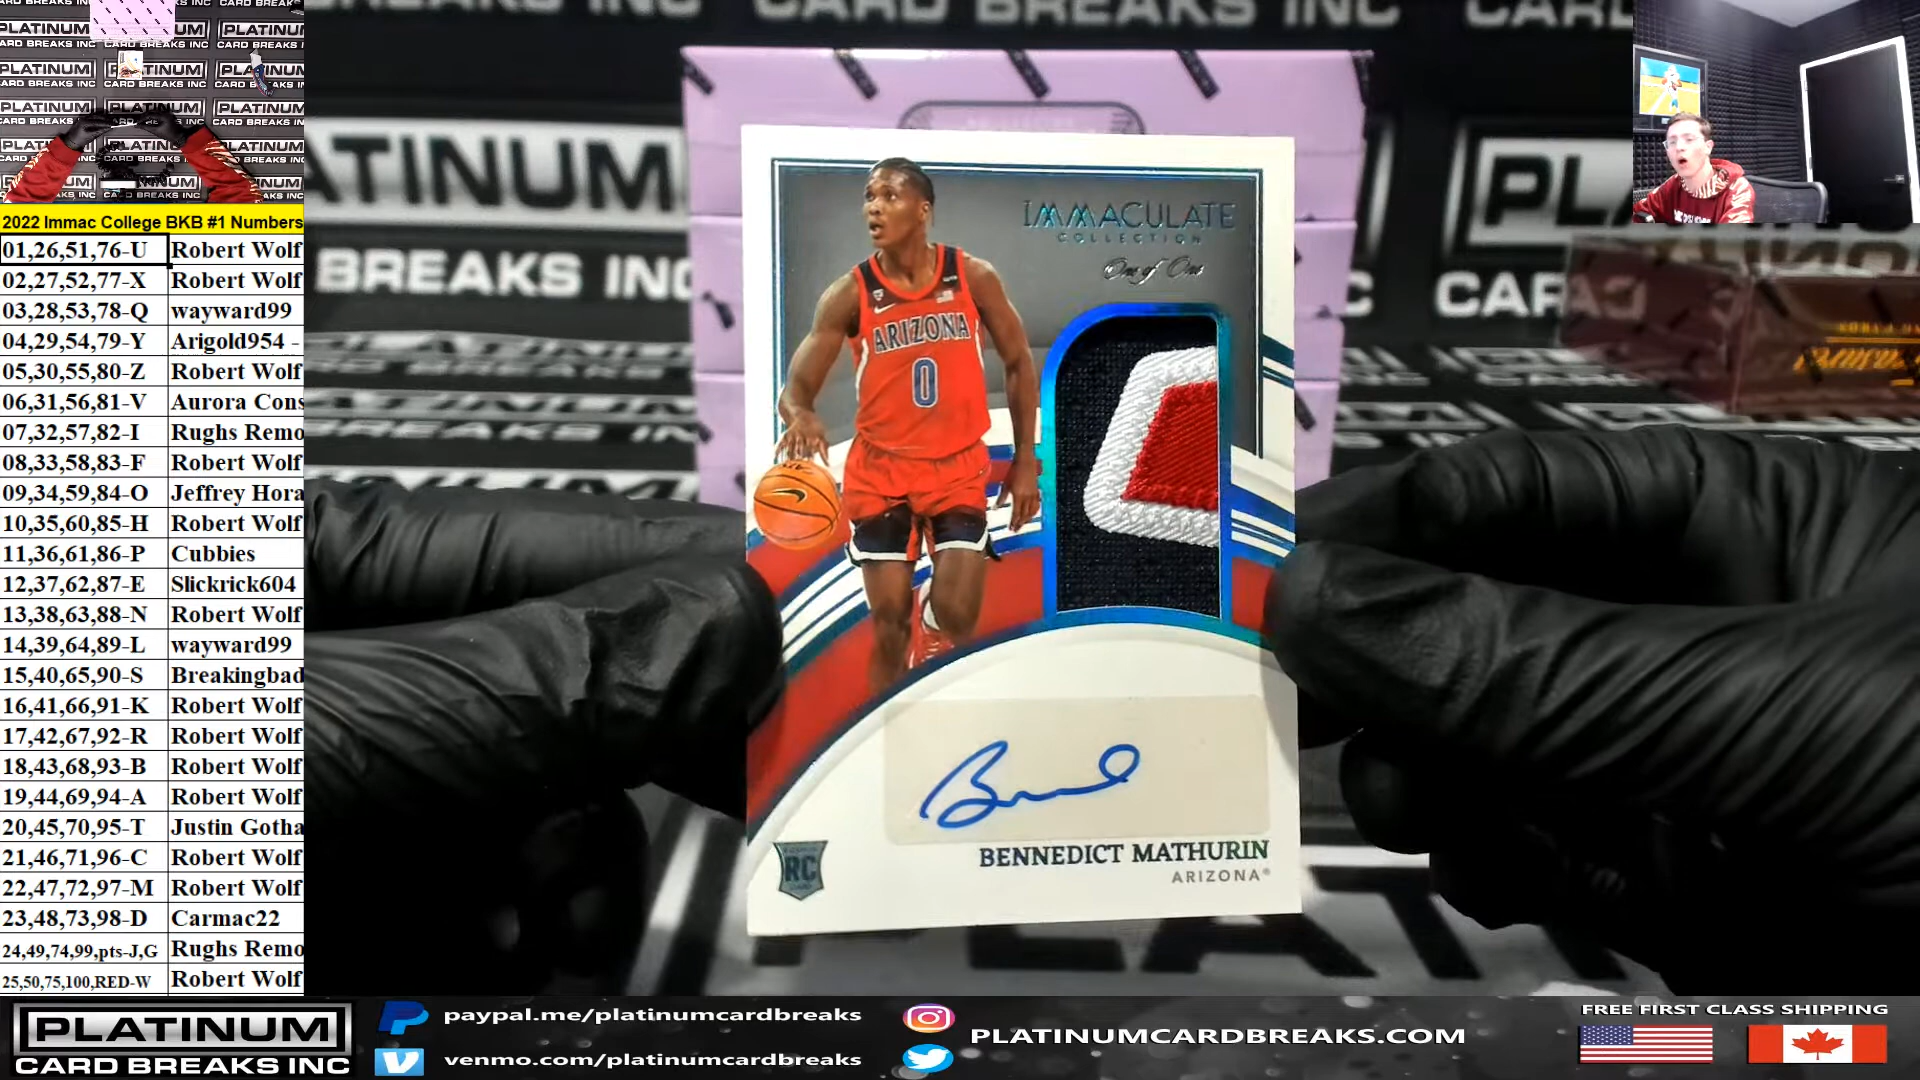 PLATINUM
CARD BREAKS INC
2022 Immac College BKB #1 Numbers
01,26,51,76-U Robert Wolf
02,27,52,77-X Robert Wolf
03,28,53,78-Q wayward99
04,29,54,79-Y Arigold954 -
05,30,55,80-Z Robert Wolf
06,31,56,81-V Aurora Cons
07,32,57,82-I Rughs Remo
08,33,58,83-F Robert Wolf
09,34,59,84-O Jeffrey Hora
10,35,60,85-H Robert Wolf
11,36,61,86-P Cubbies
12,37,62,87-E Slickrick604
13,38,63,88-N Robert Wolf
14,39,64,89-L wayward99
15,40,65,90-S Breakingbad
16,41,66,91-K Robert Wolf
17,42,67,92-R Robert Wolf
18,43,68,93-B Robert Wolf
19,44,69,94-A Robert Wolf
20,45,70,95-T Justin Gotha
21,46,71,96-C Robert Wolf
22,47,72,97-M Robert Wolf
23,48,73,98-D Carmac22
24,49,74,99,pts-J,G Rughs Remo
25,50,75,100,RED-W Robert Wolf
ATINUM
BREAKS INC
IMMACULATE
COLLECTION
One of One
ARIZONA
0
RC
BENNEDICT MATHURIN
ARIZONA®
PLATINUM
CARD BREAKS INC
paypal.me/platinumcardbreaks
venmo.com/platinumcardbreaks
PLATINUMCARDBREAKS.COM
FREE FIRST CLASS SHIPPING